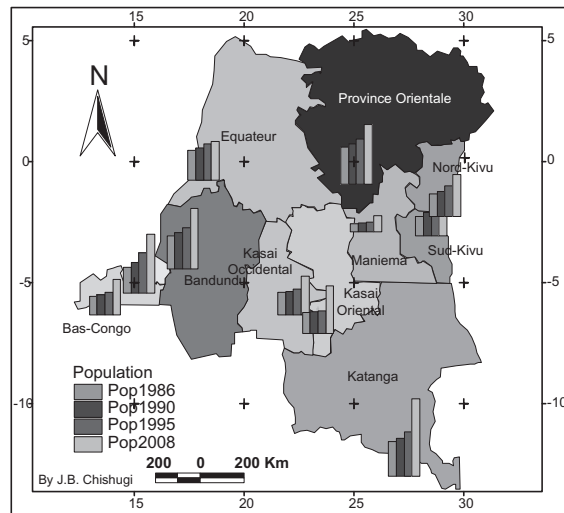 15 20 25 30
5 5
N
Province Orientale
Equateur
0 0
Nord-Kivu
Kasai
Occidental
Maniema
Sud-Kivu
Bandundu
-5 -5
Kasai
Oriental
Bas-Congo
Katanga
Population
Pop1986
Pop1990
-10 -10
Pop1995
Pop2008
200 0 200 Km
By J.B. Chishugi
15 20 25 30